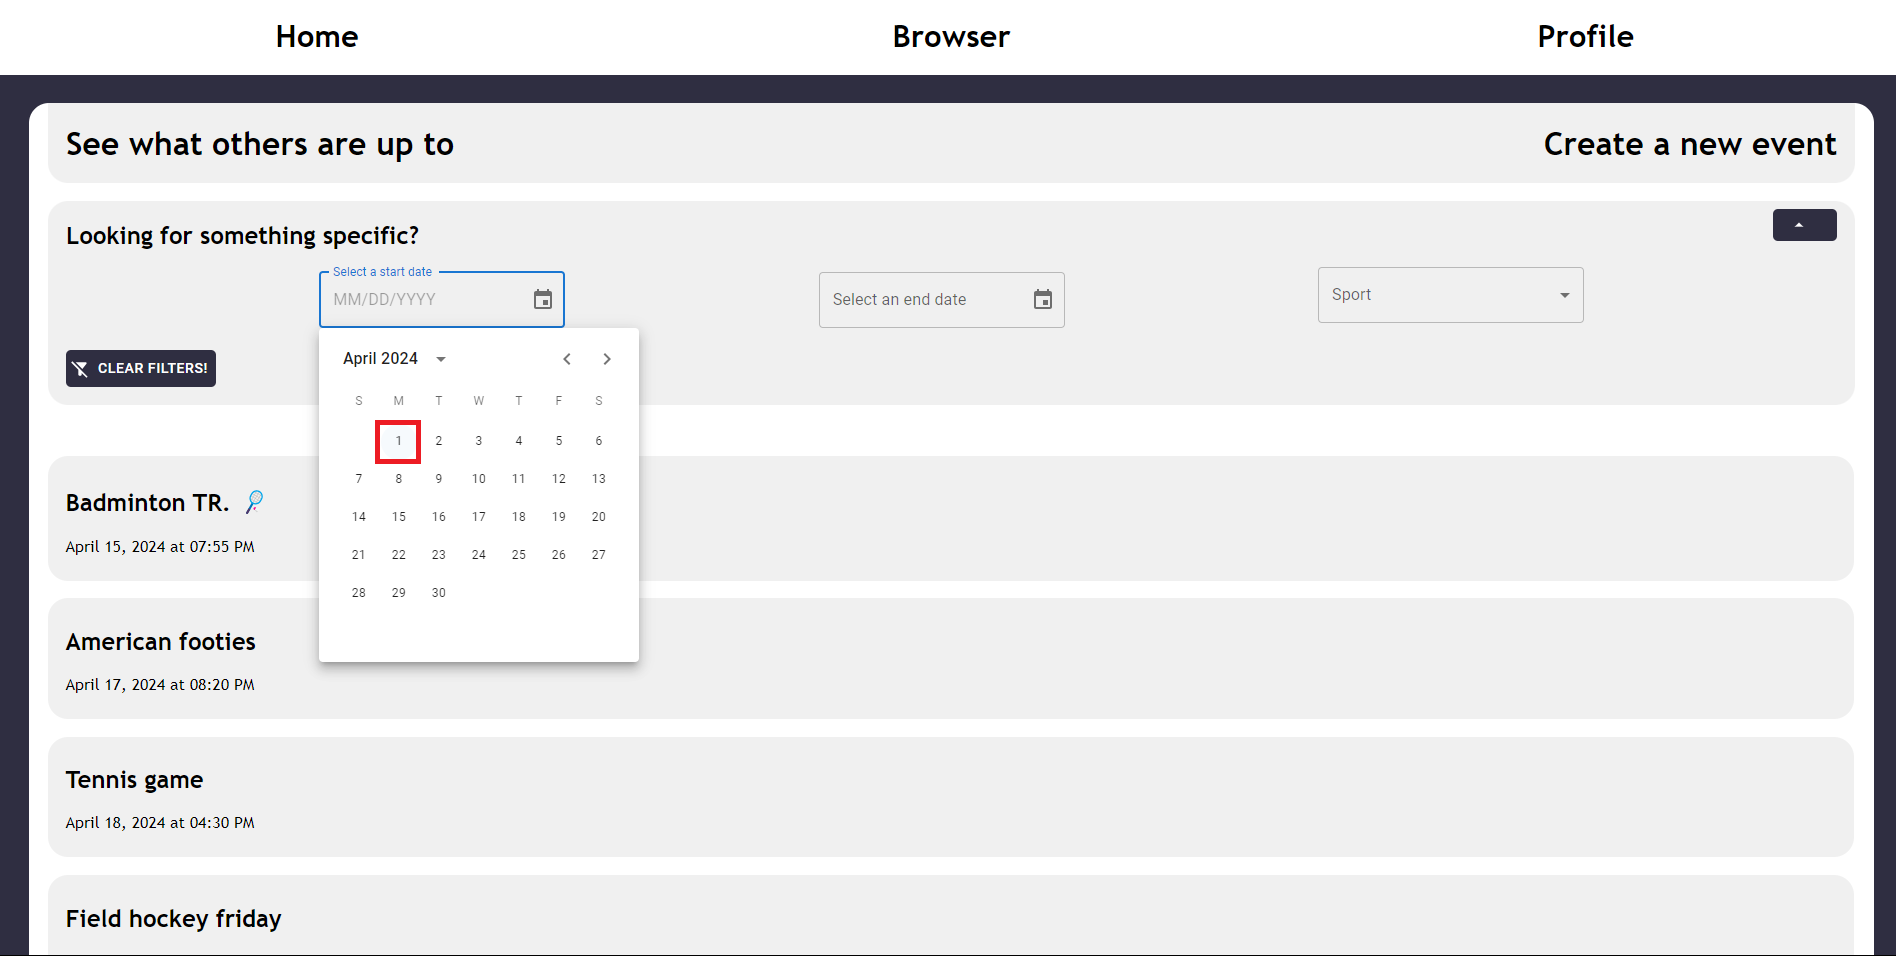 Home Browser Profile
See what others are up to Create a new event
Looking for something specific?
Select a start date
MM/DD/YYYY Select an end date Sport
CLEAR FILTERS!
April 2024
S M T W T F S
1 2 3 4 5 6
7 8 9 10 11 12 13
14 15 16 17 18 19 20
21 22 23 24 25 26 27
28 29 30
Badminton TR. 🏸
April 15, 2024 at 07:55 PM
American footies
April 17, 2024 at 08:20 PM
Tennis game
April 18, 2024 at 04:30 PM
Field hockey friday